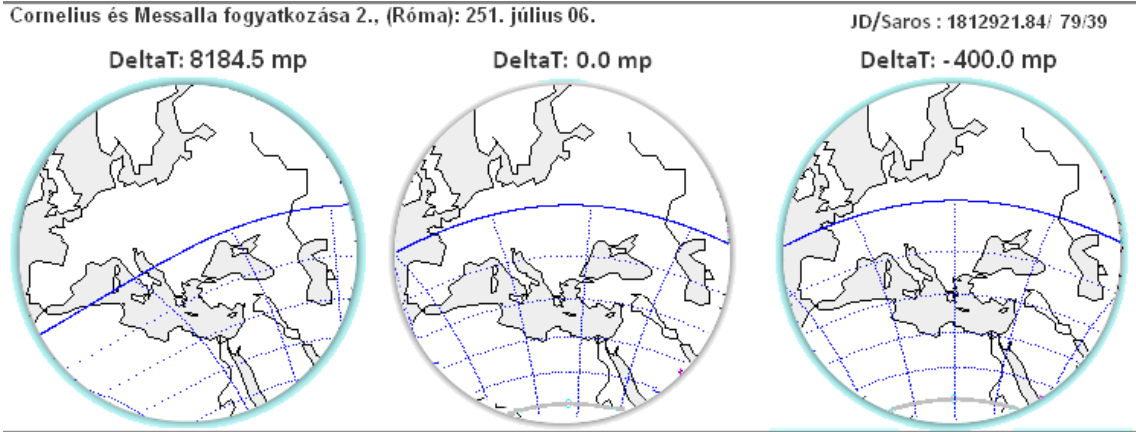 Cornelius és Messalla fogyatkozása 2., (Róma): 251. július 06.
JD/Saros : 1812921.84/ 79/39
DeltaT: 8184.5 mp
DeltaT: 0.0 mp
DeltaT: -400.0 mp